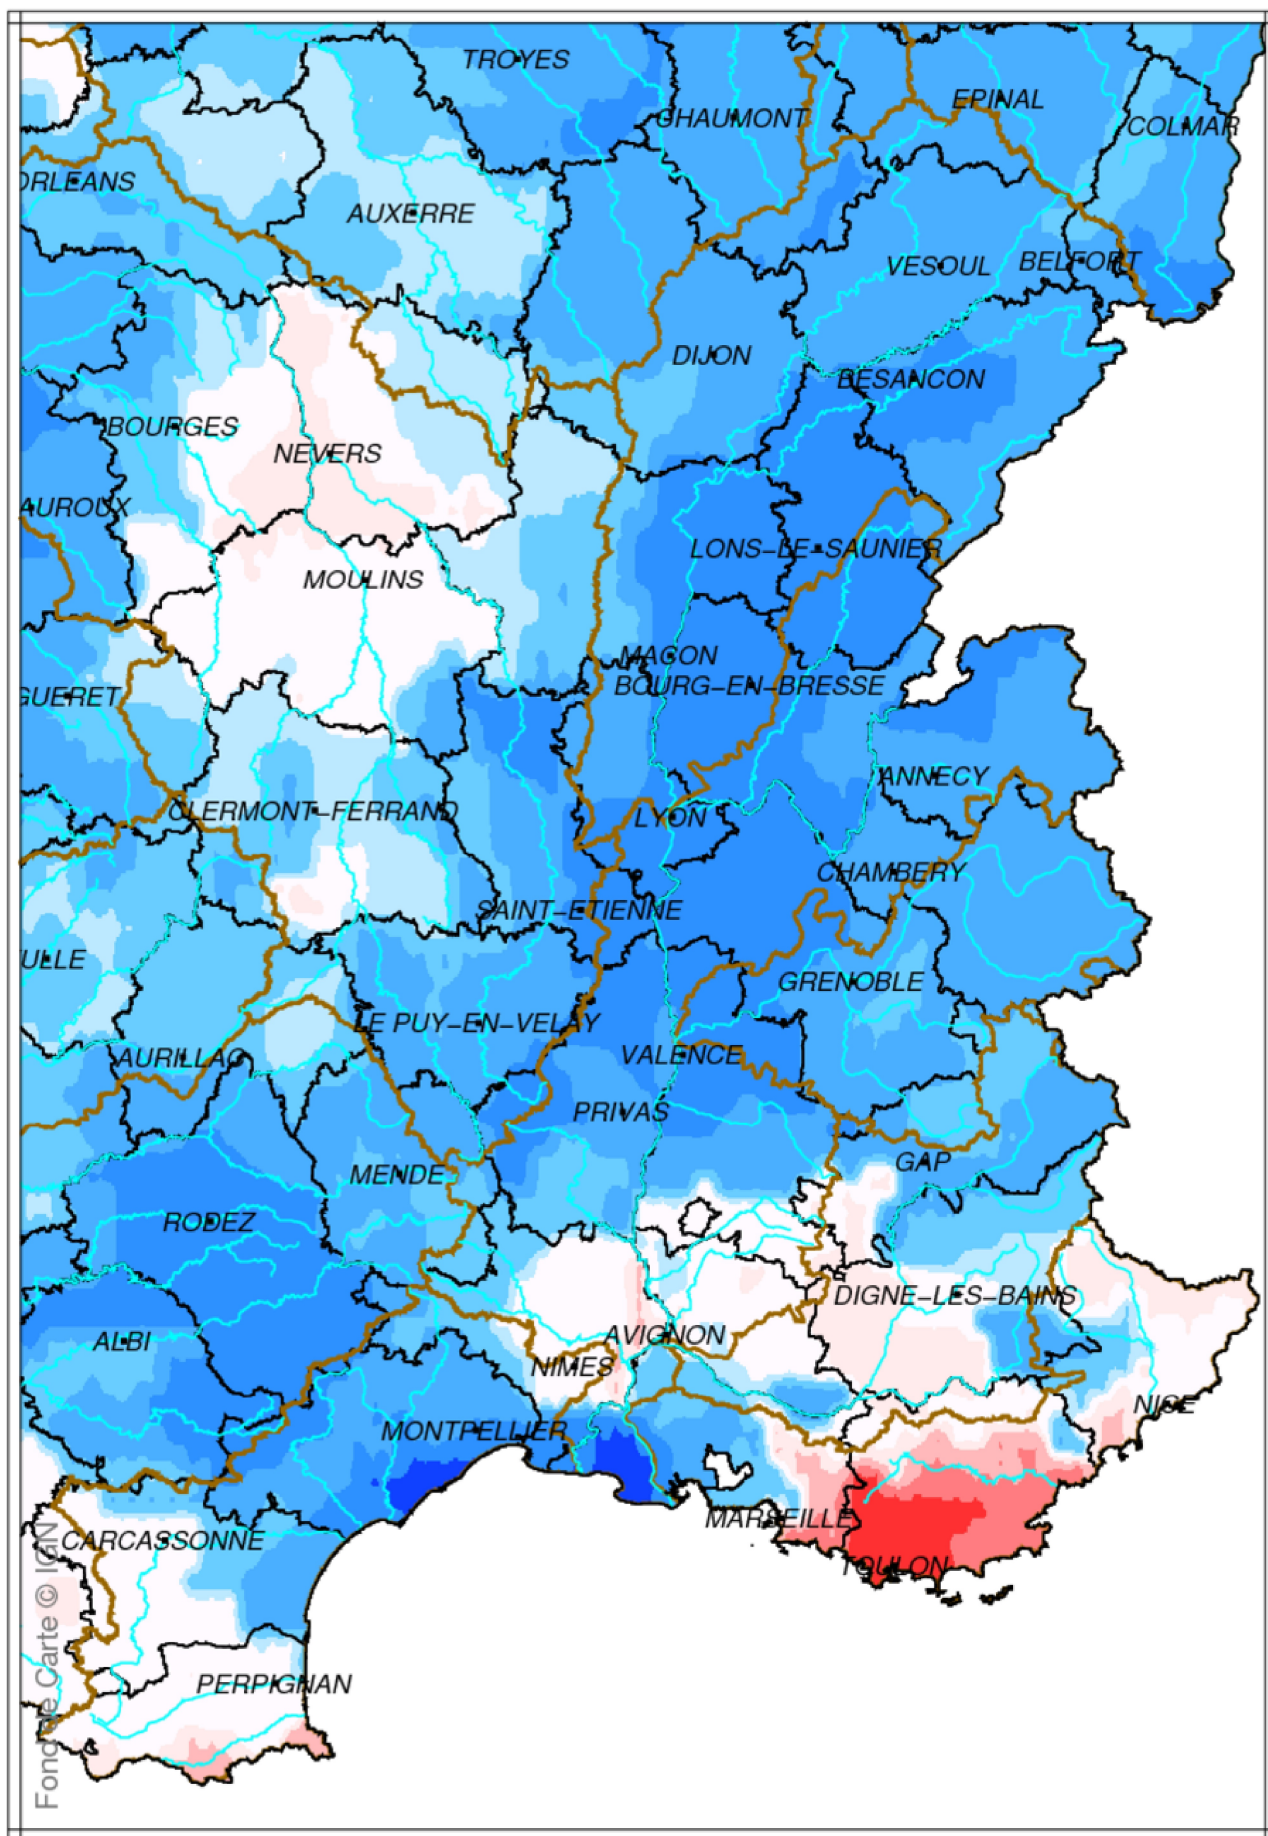 TROYES
EPINAL
CHAUMONT
COLMAR
ORLEANS
AUXERRE
VESOUL
BELFORT
DIJON
BESANCON
BOURGES
NEVERS
AUROUX
LONS-LE-SAUNIER
MOULINS
MACON
BOURG-EN-BRESSE
GUERET
ANNECY
CLERMONT-FERRAND
LYON
CHAMBERY
SAINT-ETIENNE
ULLE
GRENOBLE
LE PUY-EN-VELAY
AURILLAC
VALENCE
PRIVAS
GAP
MENDE
RODEZ
DIGNE-LES-BAINS
ALBI
AVIGNON
NIMES
NICE
MONTPELLIER
MARSEILLE
CARCASSONNE
TOULON
PERPIGNAN
Fond de Carte © IGN